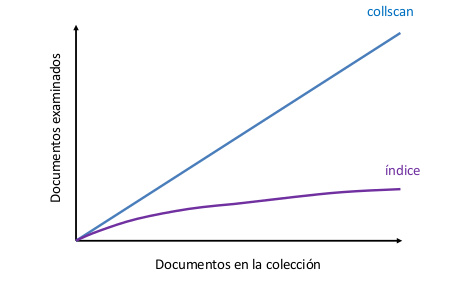 collscan
Documentos examinados
índice
Documentos en la colección